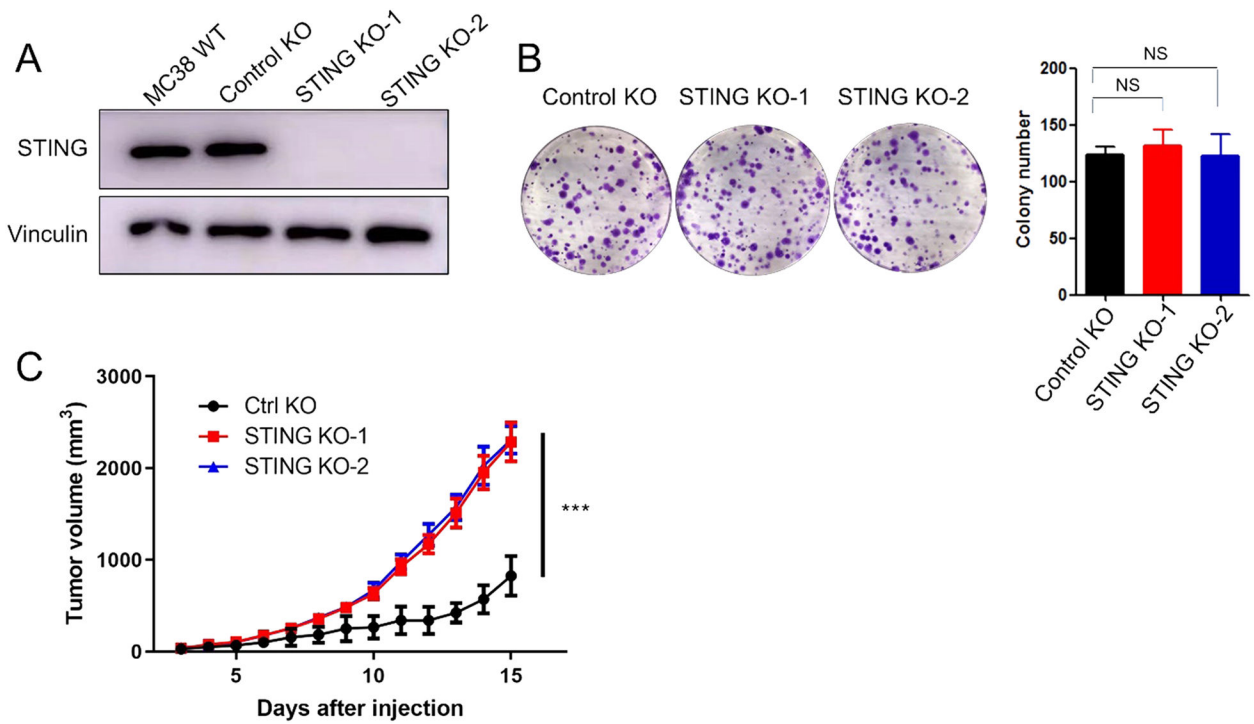 A
MC38 WT
Control KO
STING KO-1
STING KO-2
STING
Vinculin
B
Control KO
STING KO-1
STING KO-2
Colony number
200
150
100
50
0
NS
NS
Control KO
STING KO-1
STING KO-2
C
Tumor volume (mm³)
3000
2000
1000
0
Ctrl KO
STING KO-1
STING KO-2
***
5
10
15
Days after injection